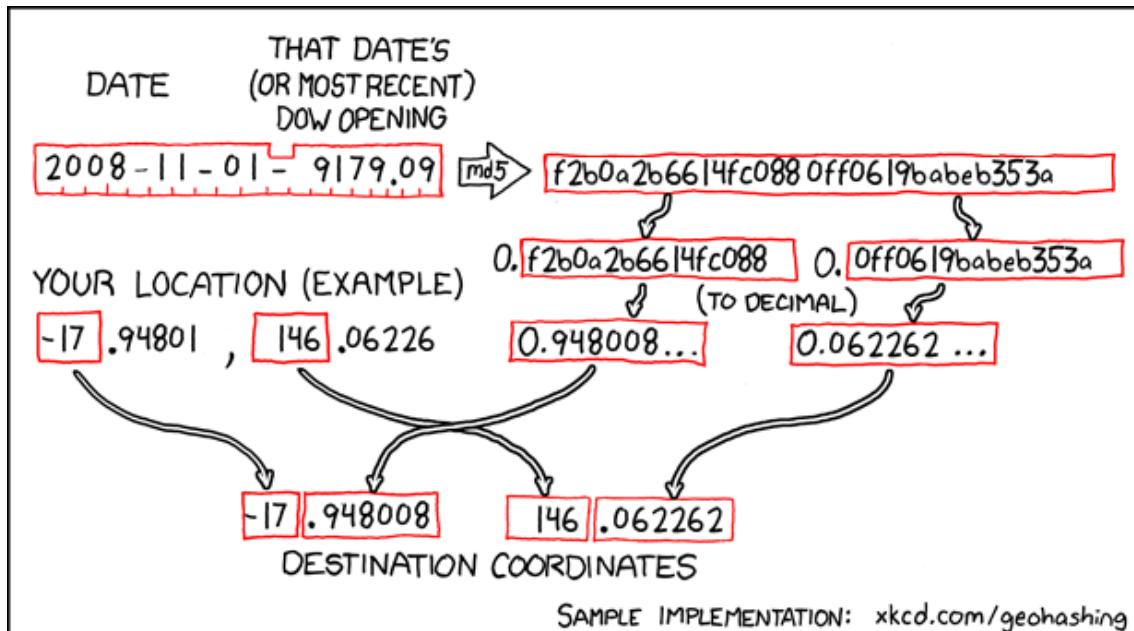 DATE
THAT DATE'S
(OR MOST RECENT)
DOW OPENING
2008-11-01- 9179.09
md5
f2b0a2b6614fc0880ff0619babeb353a
0. f2b0a2b6614fc088
0. 0ff0619babeb353a
(TO DECIMAL)
YOUR LOCATION (EXAMPLE)
-17 .94801 , 146 .06226
0.948008...
0.062262 ...
-17 .948008
146 .062262
DESTINATION COORDINATES
SAMPLE IMPLEMENTATION: xkcd.com/geohashing